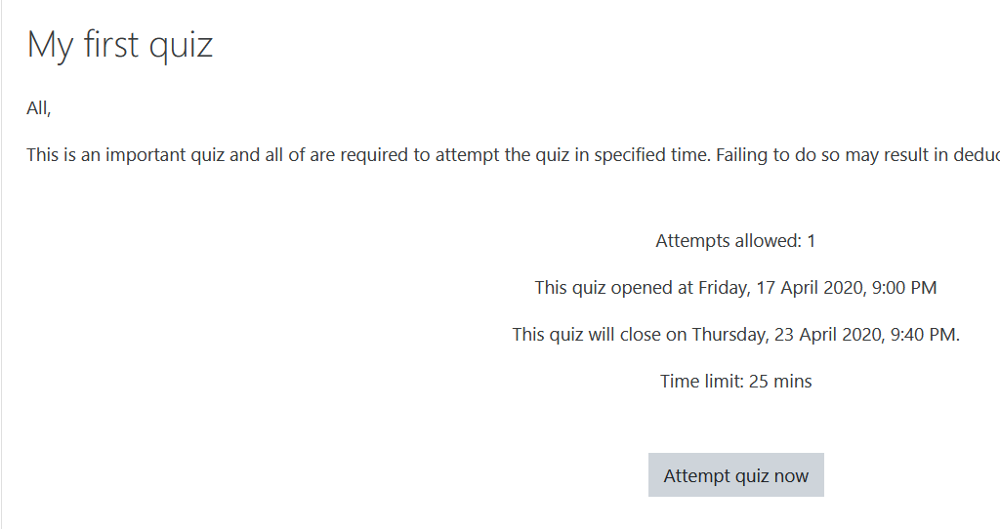 My first quiz
All,
This is an important quiz and all of are required to attempt the quiz in specified time. Failing to do so may result in
Attempts allowed: 1
This quiz opened at Friday, 17 April 2020, 9:00 PM
This quiz will close on Thursday, 23 April 2020, 9:40 PM.
Time limit: 25 mins
Attempt quiz now